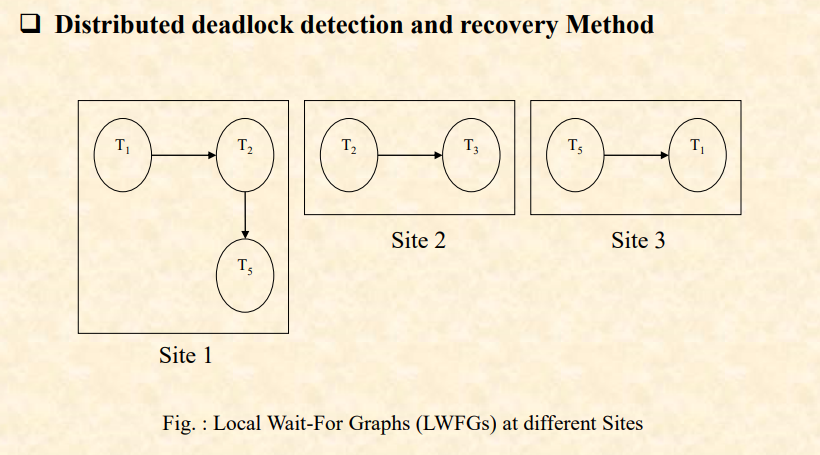 ❑ Distributed deadlock detection and recovery Method
T₁ T₂ T₂ T₃ T₅ T₁
Site 2 Site 3
T₅
Site 1
Fig. : Local Wait-For Graphs (LWFGs) at different Sites